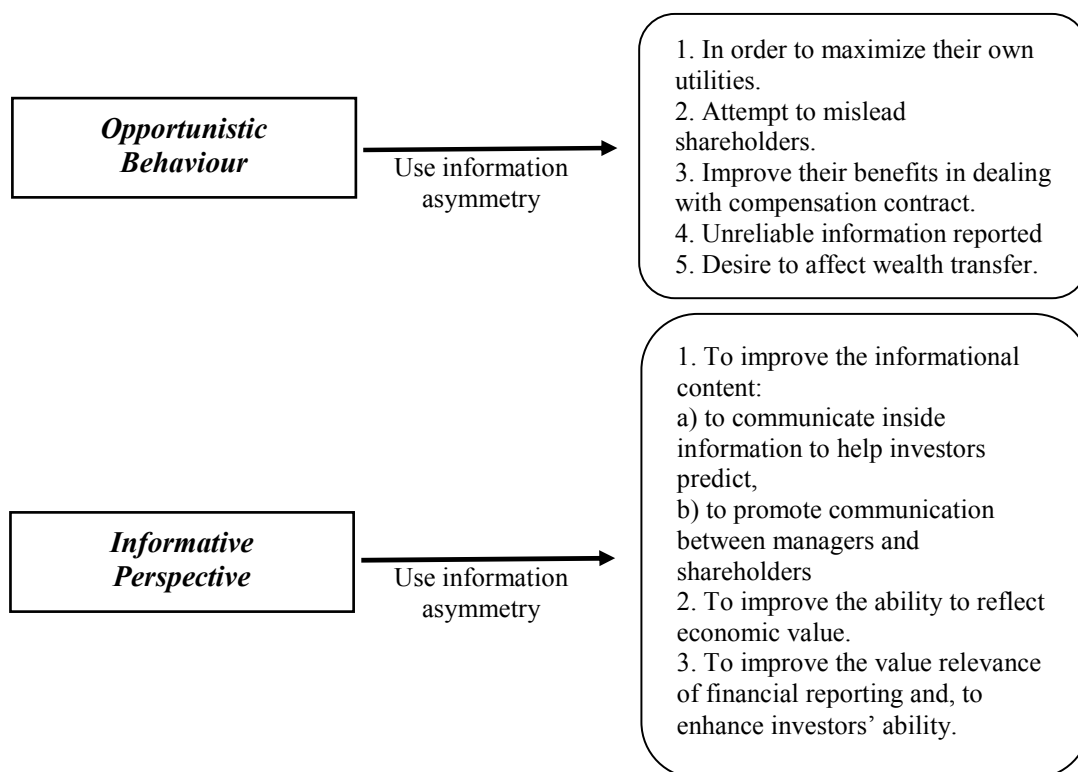 Opportunistic
Behaviour
Use information
asymmetry
1. In order to maximize their own
utilities.
2. Attempt to mislead
shareholders.
3. Improve their benefits in dealing
with compensation contract.
4. Unreliable information reported
5. Desire to affect wealth transfer.
Informative
Perspective
Use information
asymmetry
1. To improve the informational
content:
a) to communicate inside
information to help investors
predict,
b) to promote communication
between managers and
shareholders
2. To improve the ability to reflect
economic value.
3. To improve the value relevance
of financial reporting and, to
enhance investors’ ability.